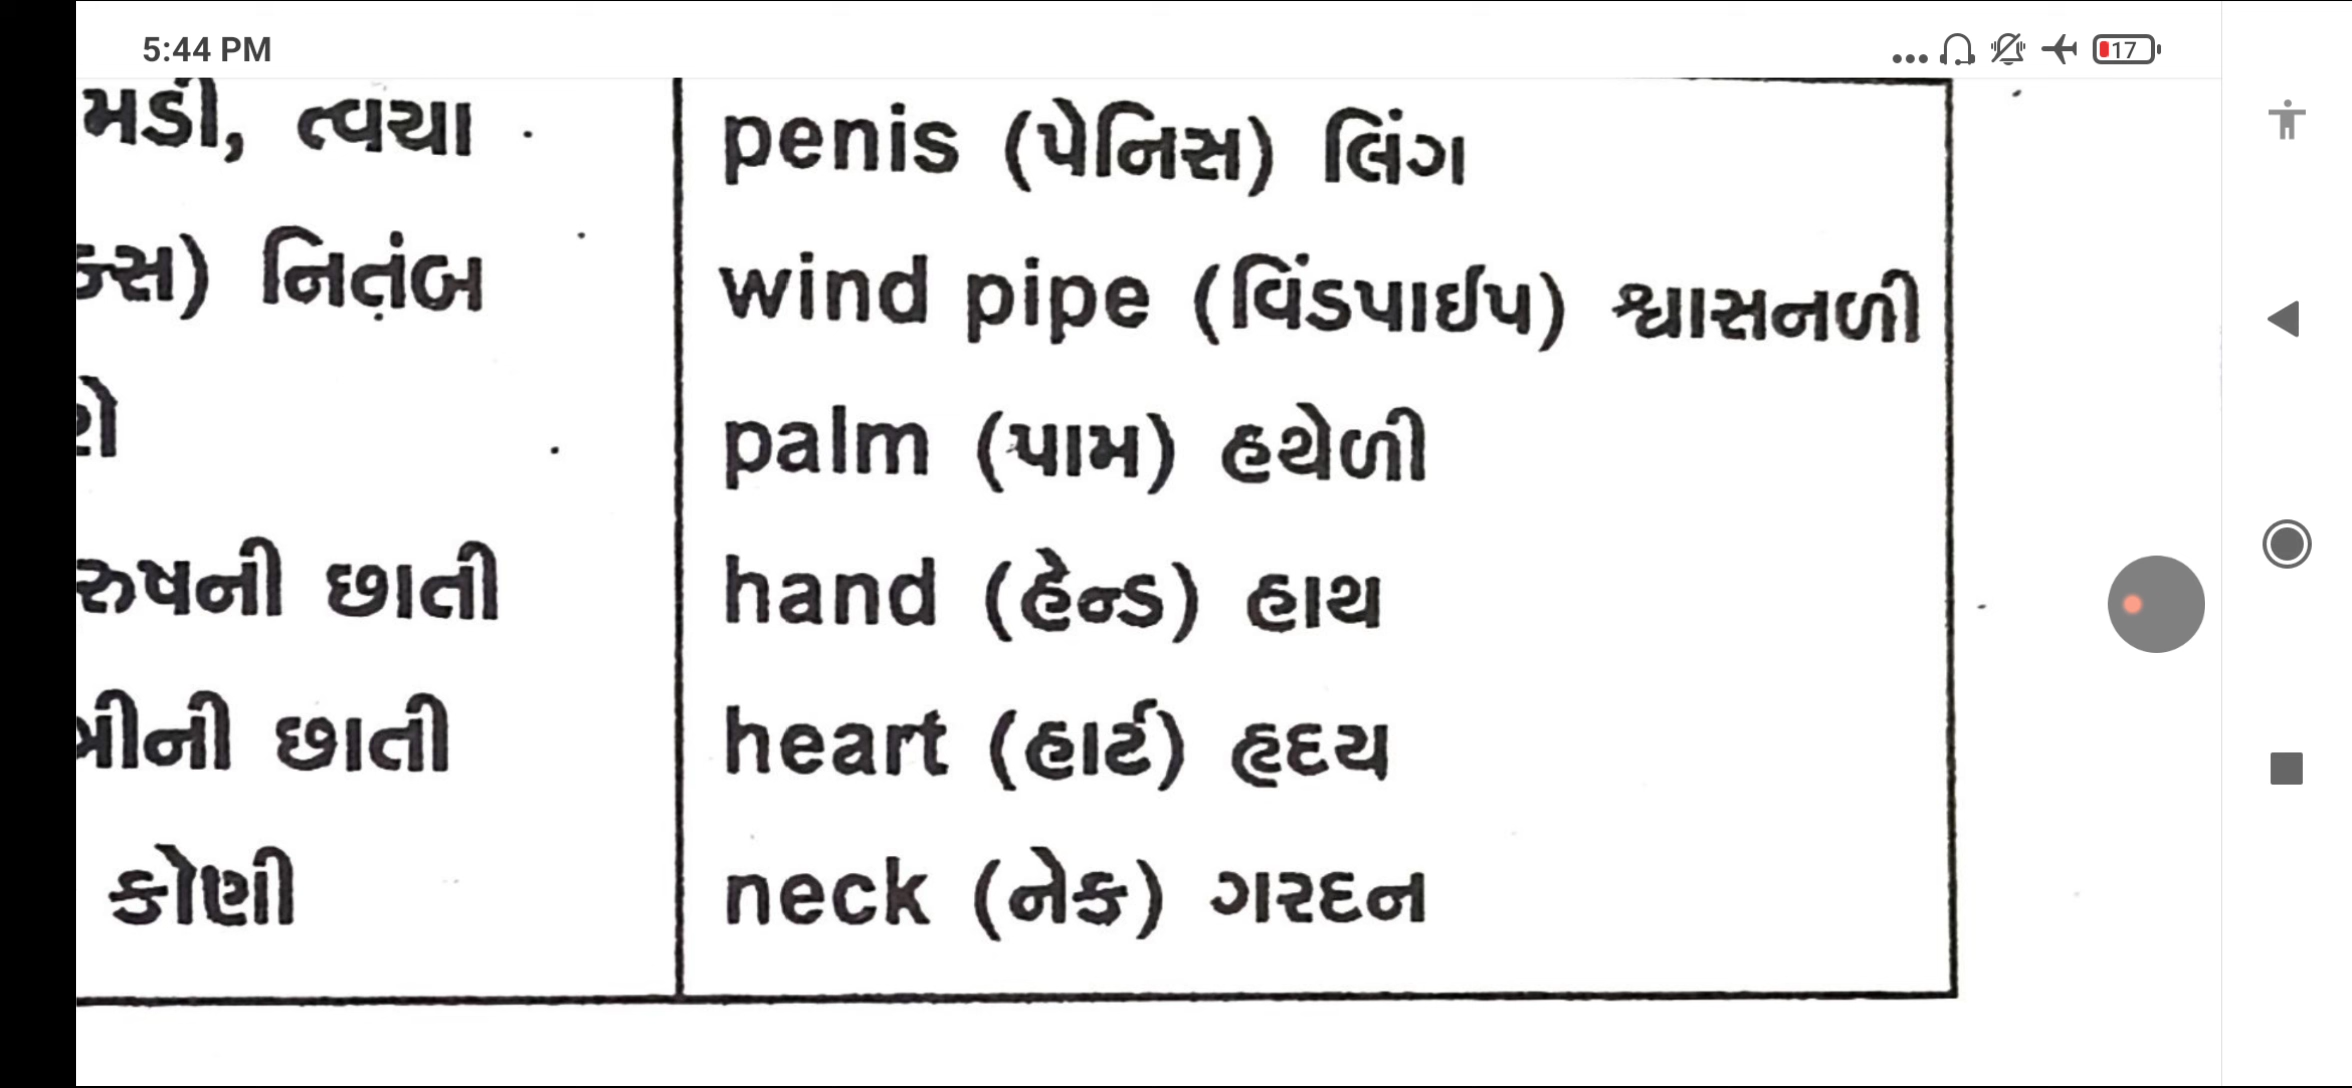 5:44 PM
17
મડી, ત્વચા
ક્સ) નિતંબ
રુષની છાતી
ની છાતી
કોણી
penis (પેનિસ) લિંગ
wind pipe (વિંડપાઈપ) શ્વાસનળી
palm (પામ) હથેળી
hand (હેન્ડ) હાથ
heart (હાર્ટ) હૃદય
neck (નેક) ગરદન